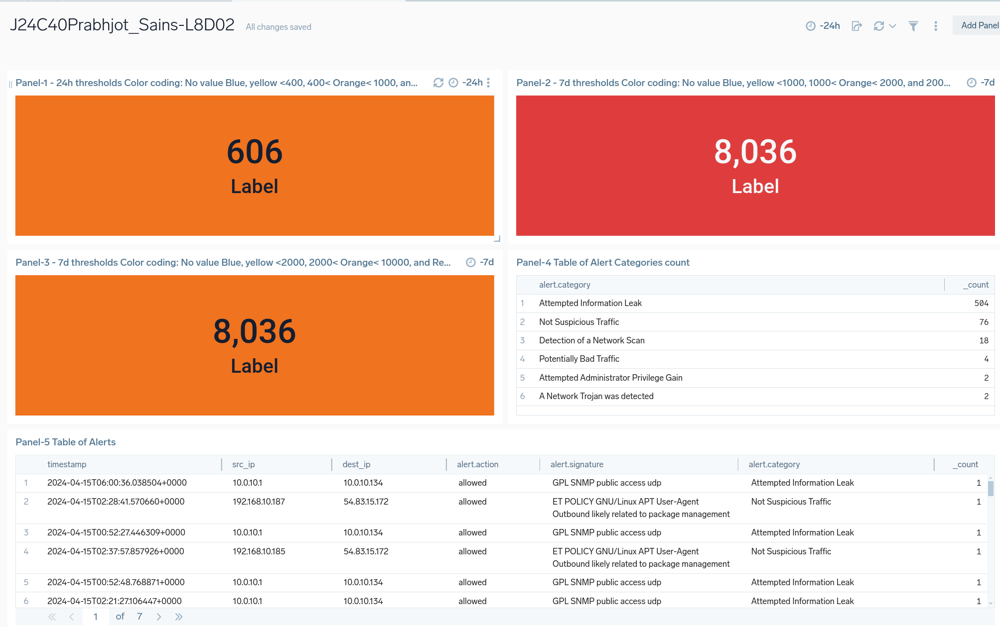 J24C40Prabhjot_Sains-L8D02 All changes saved -24h Add Panel
Panel-1 - 24h thresholds Color coding: No value Blue, yellow <400, 400< Orange< 1000, an... -24h
606
Label
Panel-2 - 7d thresholds Color coding: No value Blue, yellow <1000, 1000< Orange< 2000, and 200... -7d
8,036
Label
Panel-3 - 7d thresholds Color coding: No value Blue, yellow <2000, 2000< Orange< 10000, and Re... -7d
8,036
Label
Panel-4 Table of Alert Categories count
alert.category _count
1 Attempted Information Leak 504
2 Not Suspicious Traffic 76
3 Detection of a Network Scan 18
4 Potentially Bad Traffic 4
5 Attempted Administrator Privilege Gain 2
6 A Network Trojan was detected 2
Panel-5 Table of Alerts
timestamp src_ip dest_ip alert.action alert.signature alert.category _count
1 2024-04-15T06:00:36.038504+0000 10.0.10.1 10.0.10.134 allowed GPL SNMP public access udp Attempted Information Leak 1
2 2024-04-15T02:28:41.570660+0000 192.168.10.187 54.83.15.172 allowed ET POLICY GNU/Linux APT User-Agent Not Suspicious Traffic 1
Outbound likely related to package management
3 2024-04-15T00:52:27.446309+0000 10.0.10.1 10.0.10.134 allowed GPL SNMP public access udp Attempted Information Leak 1
4 2024-04-15T02:37:57.857926+0000 192.168.10.185 54.83.15.172 allowed ET POLICY GNU/Linux APT User-Agent Not Suspicious Traffic 1
Outbound likely related to package management
5 2024-04-15T00:52:48.768871+0000 10.0.10.1 10.0.10.134 allowed GPL SNMP public access udp Attempted Information Leak 1
6 2024-04-15T02:21:27.106447+0000 10.0.10.1 10.0.10.134 allowed GPL SNMP public access udp Attempted Information Leak 1
1 of 7